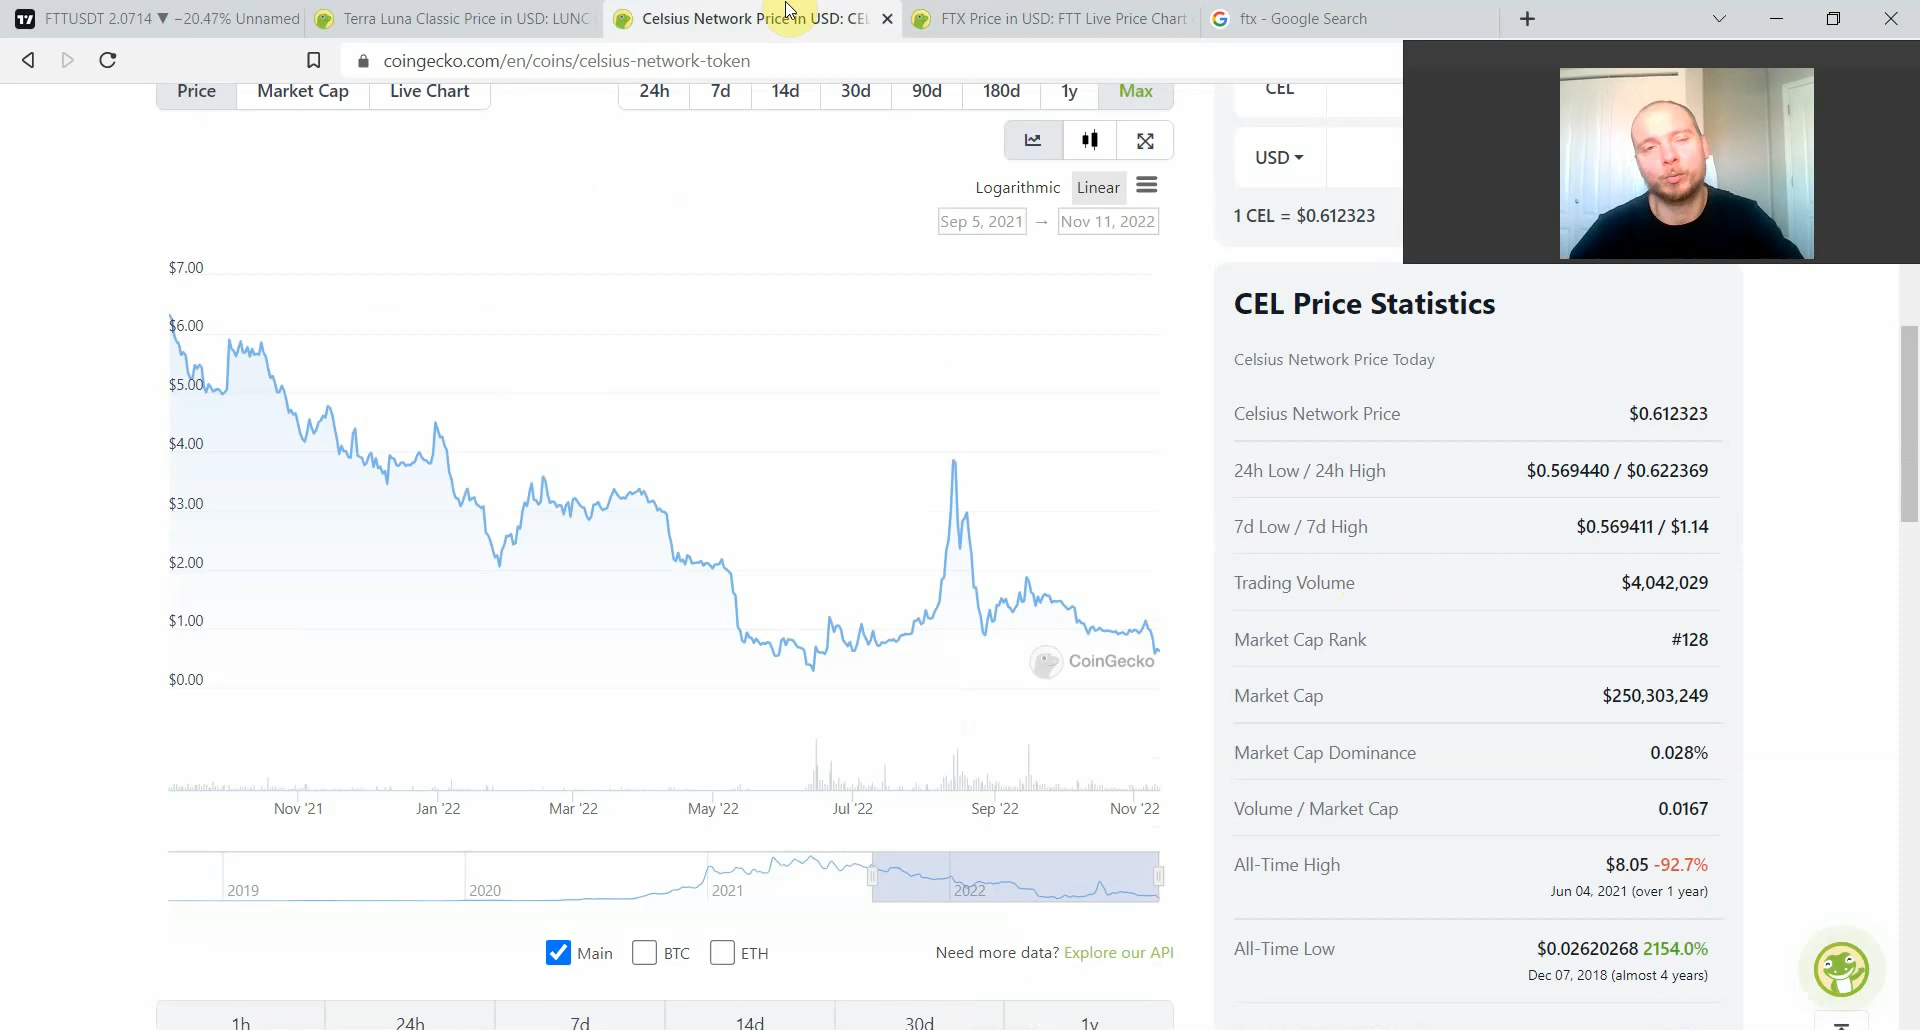 FTTUSDT 2.0714 ▼ −20.47% Unnamed
Terra Luna Classic Price in USD: LUNC
Celsius Network Price in USD: CEL
FTX Price in USD: FTT Live Price Chart
ftx - Google Search
coingecko.com/en/coins/celsius-network-token
Price
Market Cap
Live Chart
24h
7d
14d
30d
90d
180d
1y
Max
Logarithmic
Linear
Sep 5, 2021 → Nov 11, 2022
$7.00
$6.00
$5.00
$4.00
$3.00
$2.00
$1.00
$0.00
CoinGecko
Nov '21
Jan '22
Mar '22
May '22
Jul '22
Sep '22
Nov '22
2019
2020
2021
2022
Main
BTC
ETH
Need more data? Explore our API
1h
24h
7d
14d
30d
1y
CEL
USD
1 CEL = $0.612323
CEL Price Statistics
Celsius Network Price Today
Celsius Network Price $0.612323
24h Low / 24h High $0.569440 / $0.622369
7d Low / 7d High $0.569411 / $1.14
Trading Volume $4,042,029
Market Cap Rank #128
Market Cap $250,303,249
Market Cap Dominance 0.028%
Volume / Market Cap 0.0167
All-Time High $8.05 -92.7%
Jun 04, 2021 (over 1 year)
All-Time Low $0.02620268 2154.0%
Dec 07, 2018 (almost 4 years)